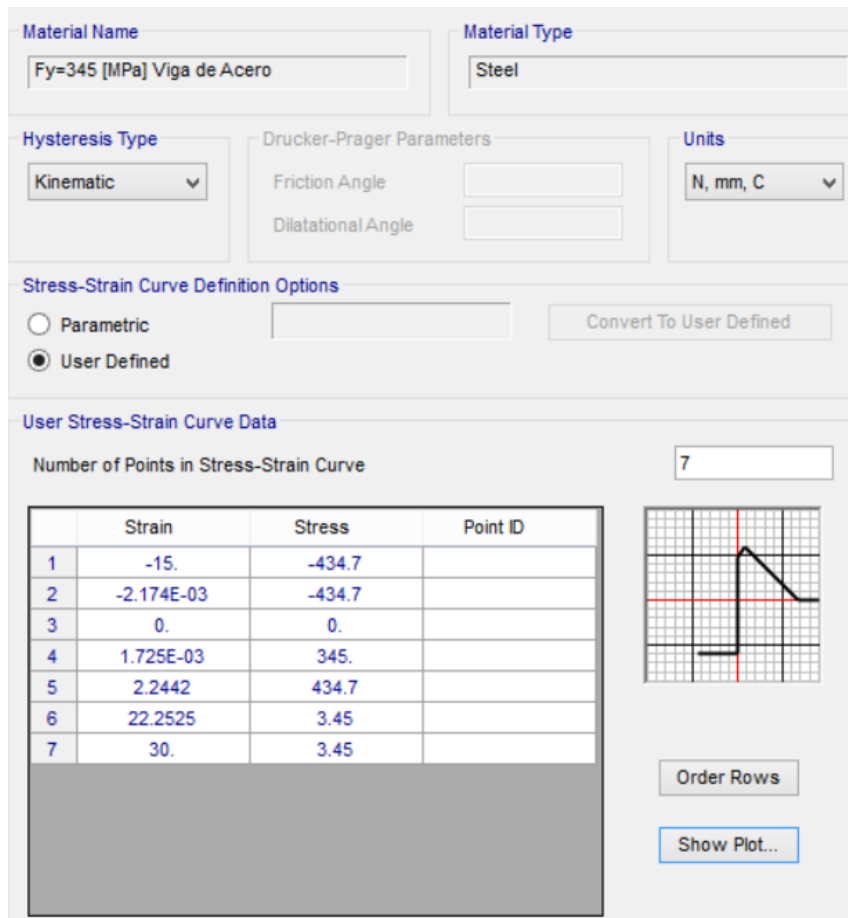 Material Name
Material Type
Fy=345 [MPa] Viga de Acero
Steel
Hysteresis Type
Drucker-Prager Parameters
Units
Kinematic
Friction Angle
N, mm, C
Dilatational Angle
Stress-Strain Curve Definition Options
Parametric
Convert To User Defined
User Defined
User Stress-Strain Curve Data
Number of Points in Stress-Strain Curve
7
Strain Stress Point ID
1 -15. -434.7
2 -2.174E-03 -434.7
3 0. 0.
4 1.725E-03 345.
5 2.2442 434.7
6 22.2525 3.45
7 30. 3.45
Order Rows
Show Plot...